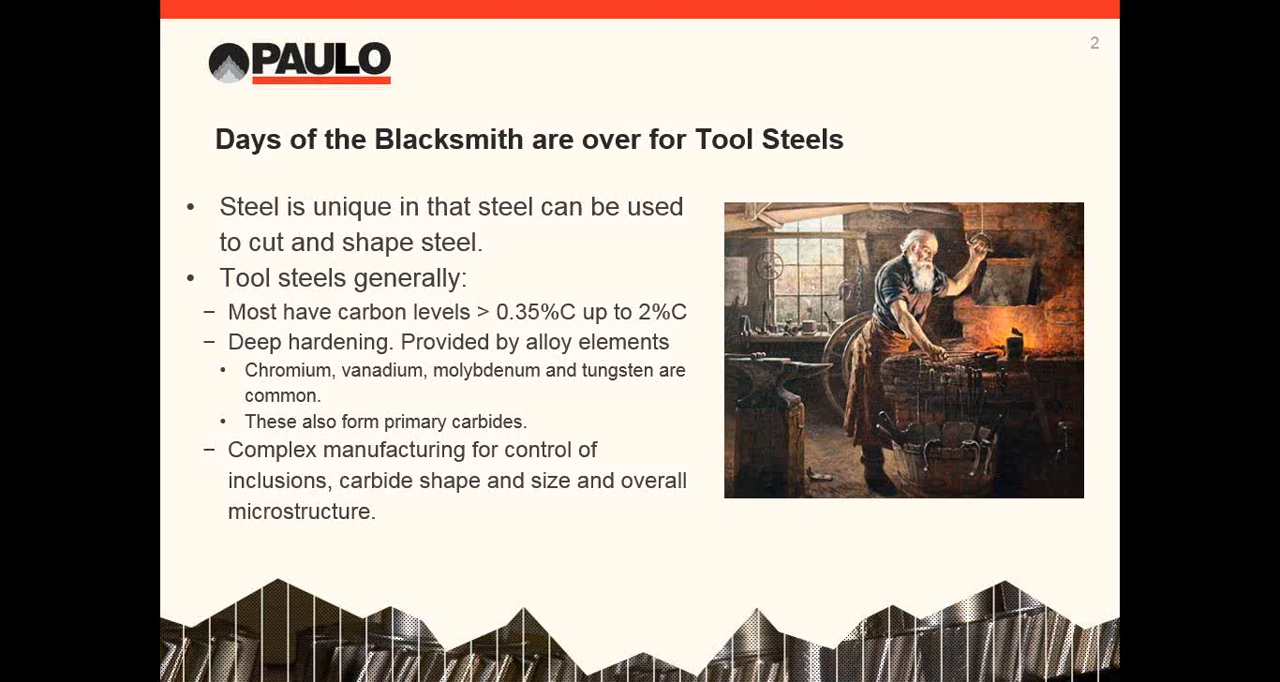 2
PAULO
Days of the Blacksmith are over for Tool Steels
• Steel is unique in that steel can be used
to cut and shape steel.
• Tool steels generally:
− Most have carbon levels > 0.35%C up to 2%C
− Deep hardening. Provided by alloy elements
• Chromium, vanadium, molybdenum and tungsten are
common.
• These also form primary carbides.
− Complex manufacturing for control of
inclusions, carbide shape and size and overall
microstructure.